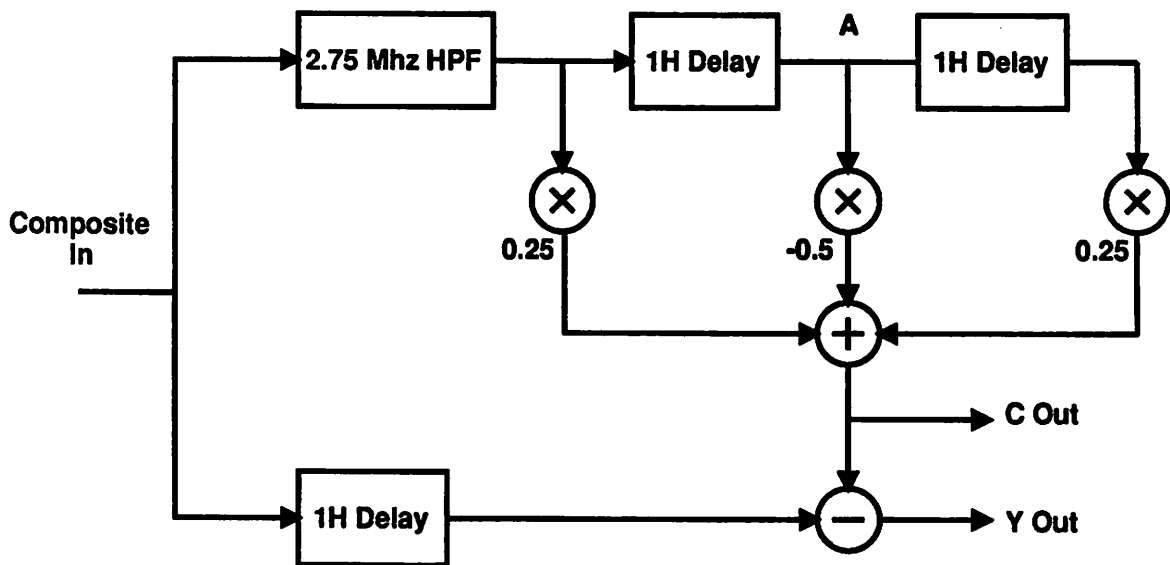 A
2.75 Mhz HPF
1H Delay
1H Delay
Composite
In
0.25
-0.5
0.25
C Out
1H Delay
Y Out